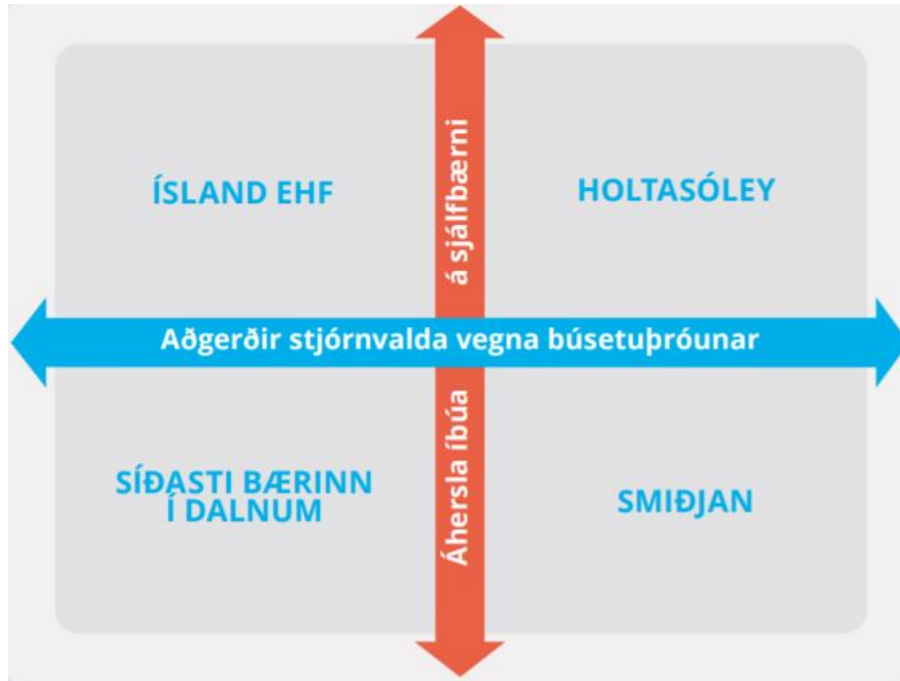 ÍSLAND EHF
HOLTASÓLEY
Áhersla íbúa á sjálfbærni
Aðgerðir stjórnvalda vegna búsetuþróunar
SÍÐASTI BÆRINN
Í DALNUM
SMIÐJAN